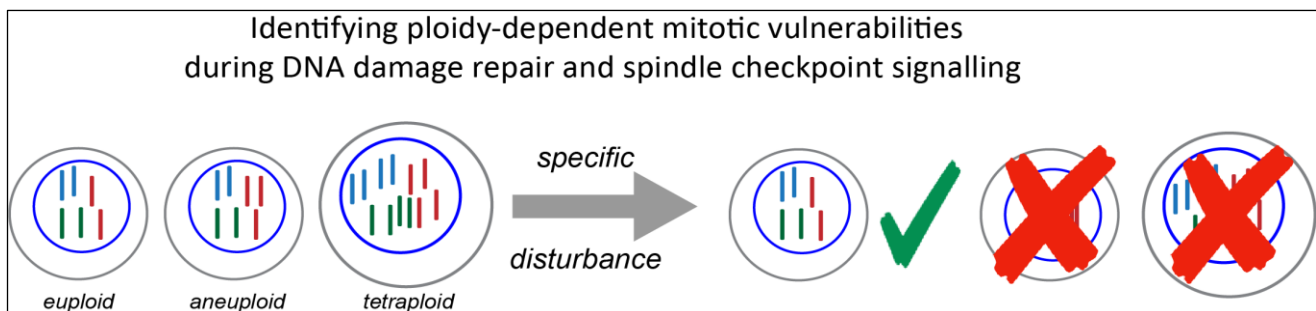 Identifying ploidy-dependent mitotic vulnerabilities
during DNA damage repair and spindle checkpoint signalling
specific
disturbance
euploid
aneuploid
tetraploid